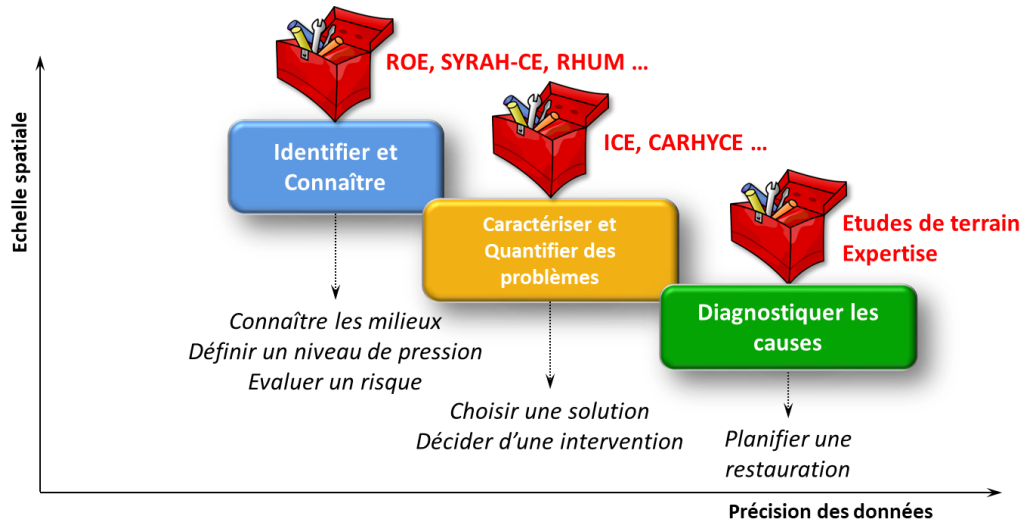 Echelle spatiale
ROE, SYRAH-CE, RHUM ...
Identifier et
Connaître
Connaître les milieux
Définir un niveau de pression
Evaluer un risque
ICE, CARHYCE ...
Caractériser et
Quantifier des
problèmes
Choisir une solution
Décider d’une intervention
Etudes de terrain
Expertise
Diagnostiquer les
causes
Planifier une
restauration
Précision des données